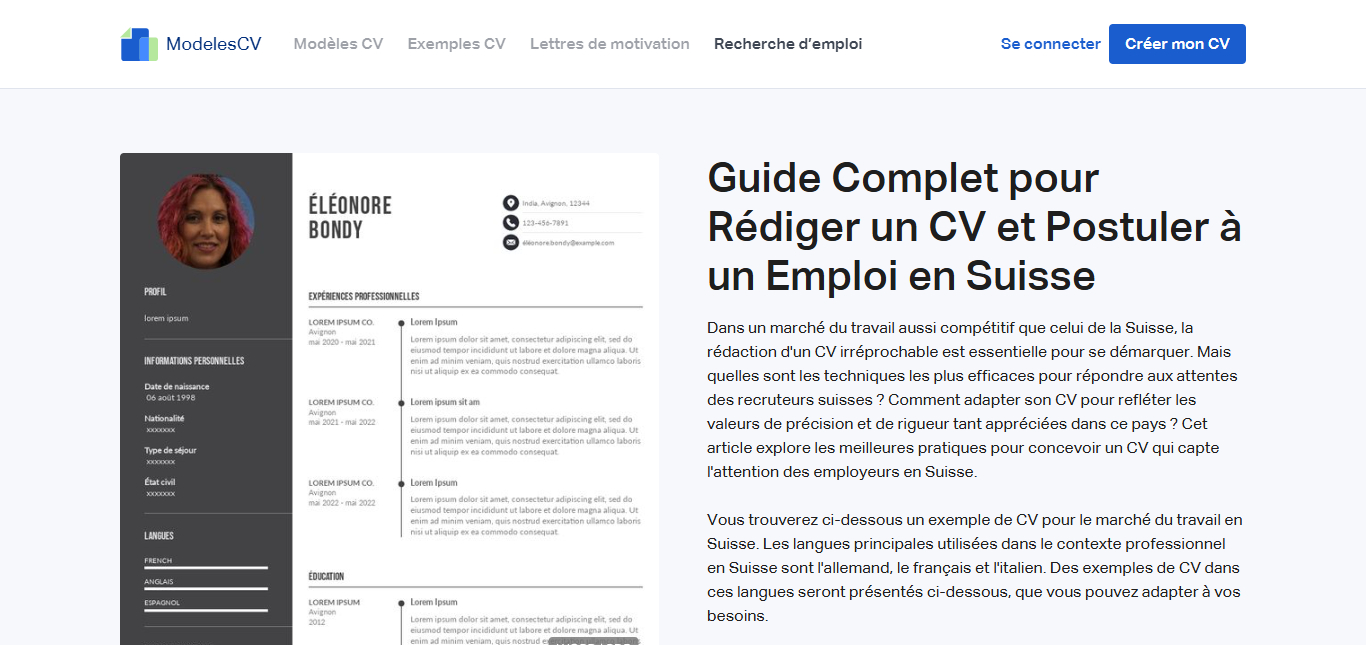 ModelesCV
Modèles CV
Exemples CV
Lettres de motivation
Recherche d’emploi
Se connecter
Créer mon CV
ÉLÉONORE
BONDY
India, Avignon, 12344
123-456-7891
éléonore.bondy@example.com
PROFIL
lorem ipsum
INFORMATIONS PERSONNELLES
Date de naissance
06 août 1998
Nationalité
xxxxxxx
Type de séjour
xxxxxxx
État civil
xxxxxxx
LANGUES
FRENCH
ANGLAIS
ESPAGNOL
EXPÉRIENCES PROFESSIONNELLES
LOREM IPSUM CO.
Avignon
mai 2020 - mai 2021
Lorem Ipsum
Lorem ipsum dolor sit amet, consectetur adipiscing elit, sed do
eiusmod tempor incididunt ut labore et dolore magna aliqua. Ut
enim ad minim veniam, quis nostrud exercitation ullamco laboris
nisi ut aliquip ex ea commodo consequat.
LOREM IPSUM CO.
Avignon
mai 2021 - mai 2022
Lorem ipsum sit am
Lorem ipsum dolor sit amet, consectetur adipiscing elit, sed do
eiusmod tempor incididunt ut labore et dolore magna aliqua. Ut
enim ad minim veniam, quis nostrud exercitation ullamco laboris
nisi ut aliquip ex ea commodo consequat.
LOREM IPSUM CO.
Avignon
mai 2022 - mai 2022
Lorem Ipsum
Lorem ipsum dolor sit amet, consectetur adipiscing elit, sed do
eiusmod tempor incididunt ut labore et dolore magna aliqua. Ut
enim ad minim veniam, quis nostrud exercitation ullamco laboris
nisi ut aliquip ex ea commodo consequat.
ÉDUCATION
LOREM IPSUM
Avignon
2012
Lorem Ipsum
Lorem ipsum dolor sit amet, consectetur adipiscing elit, sed do
eiusmod tempor incididunt ut labore et dolore magna aliqua. Ut
enim ad minim veniam, quis nostrud
Guide Complet pour
Rédiger un CV et Postuler à
un Emploi en Suisse
Dans un marché du travail aussi compétitif que celui de la Suisse, la
rédaction d'un CV irréprochable est essentielle pour se démarquer. Mais
quelles sont les techniques les plus efficaces pour répondre aux attentes
des recruteurs suisses ? Comment adapter son CV pour refléter les
valeurs de précision et de rigueur tant appréciées dans ce pays ? Cet
article explore les meilleures pratiques pour concevoir un CV qui capte
l'attention des employeurs en Suisse.
Vous trouverez ci-dessous un exemple de CV pour le marché du travail en
Suisse. Les langues principales utilisées dans le contexte professionnel
en Suisse sont l'allemand, le français et l'italien. Des exemples de CV dans
ces langues seront présentés ci-dessous, que vous pouvez adapter à vos
besoins.